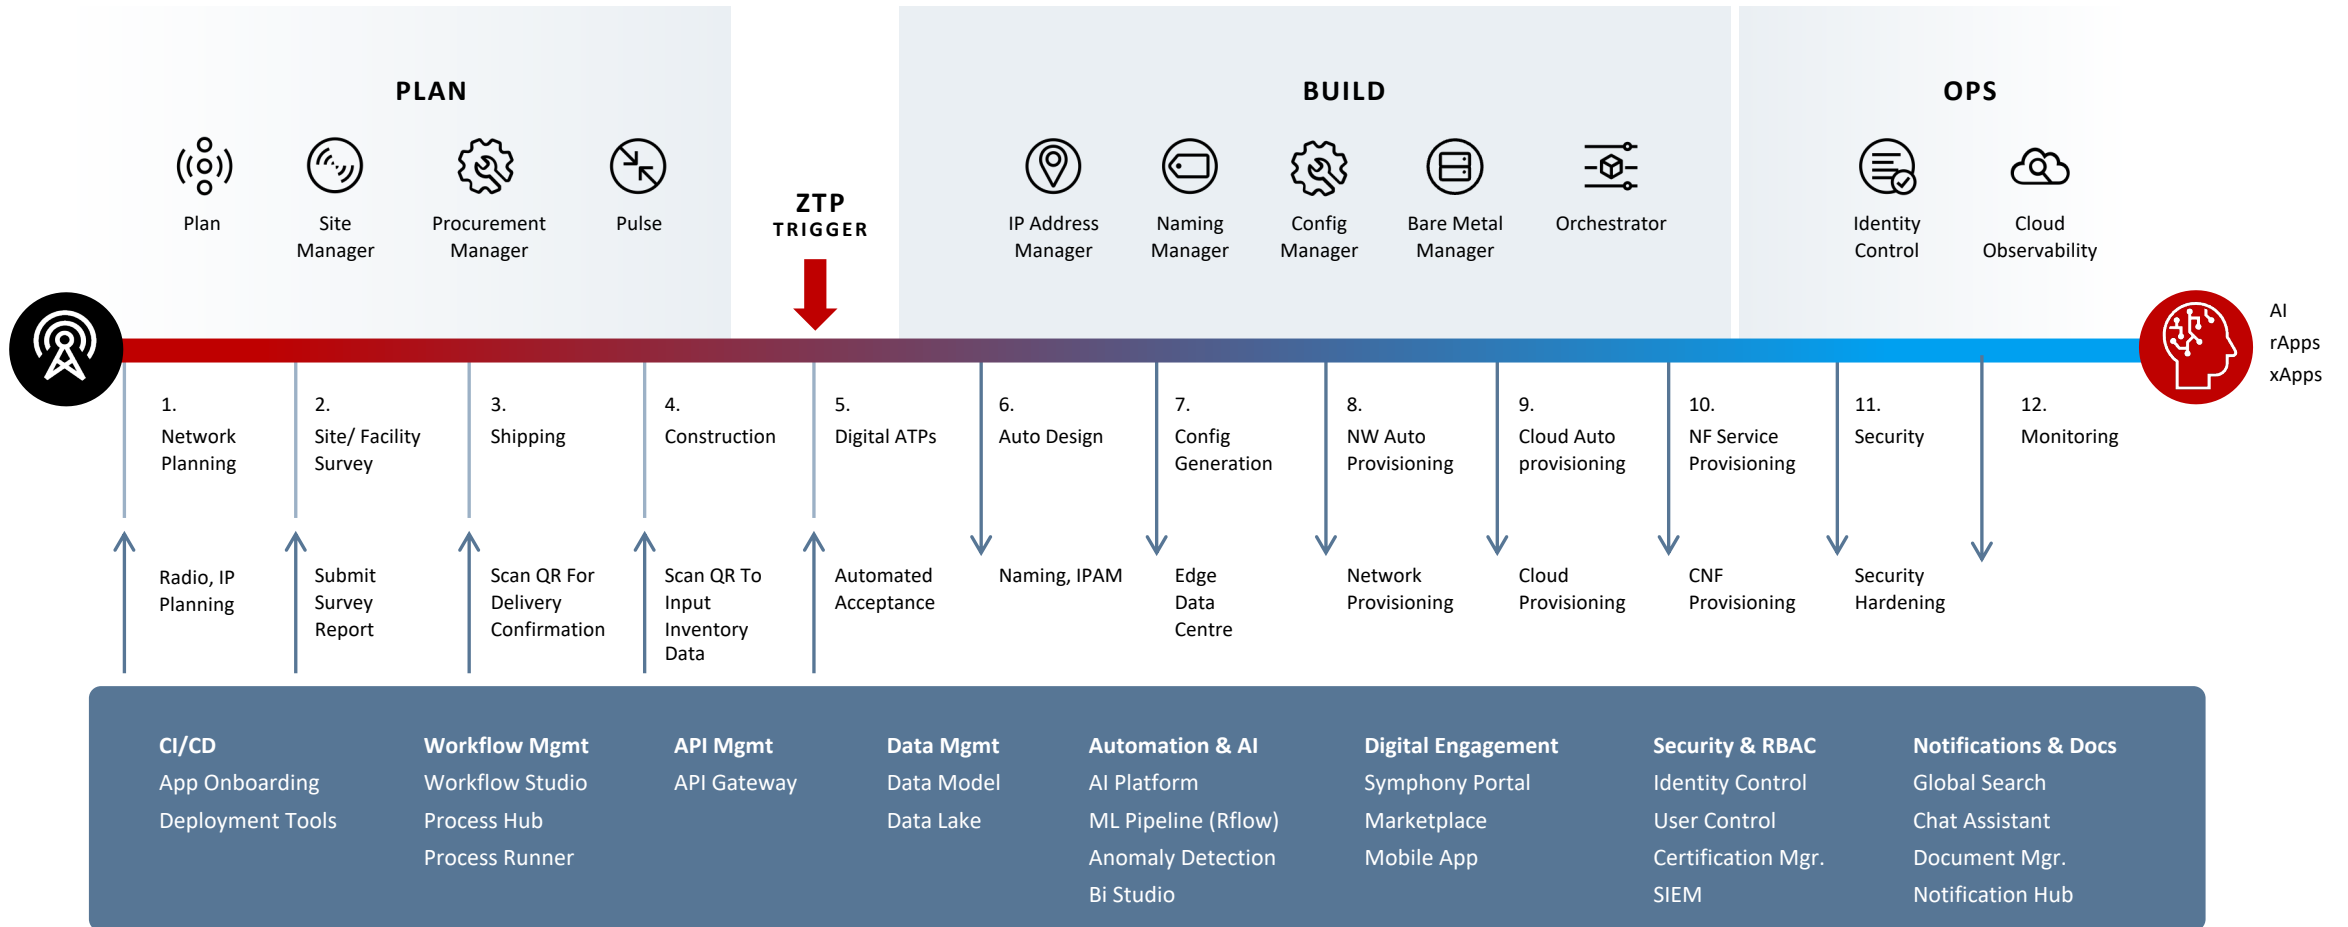 PLAN
BUILD
OPS
Plan
Site
Manager
Procurement
Manager
Pulse
ZTP
TRIGGER
IP Address
Manager
Naming
Manager
Config
Manager
Bare Metal
Manager
Orchestrator
Identity
Control
Cloud
Observability
AI
rApps
xApps
1.
Network
Planning
2.
Site/ Facility
Survey
3.
Shipping
4.
Construction
5.
Digital ATPs
6.
Auto Design
7.
Config
Generation
8.
NW Auto
Provisioning
9.
Cloud Auto
provisioning
10.
NF Service
Provisioning
11.
Security
12.
Monitoring
Radio, IP
Planning
Submit
Survey
Report
Scan QR For
Delivery
Confirmation
Scan QR To
Input
Inventory
Data
Automated
Acceptance
Naming, IPAM
Edge
Data
Centre
Network
Provisioning
Cloud
Provisioning
CNF
Provisioning
Security
Hardening
CI/CD
App Onboarding
Deployment Tools
Workflow Mgmt
Workflow Studio
Process Hub
Process Runner
API Mgmt
API Gateway
Data Mgmt
Data Model
Data Lake
Automation & AI
AI Platform
ML Pipeline (Rflow)
Anomaly Detection
Bi Studio
Digital Engagement
Symphony Portal
Marketplace
Mobile App
Security & RBAC
Identity Control
User Control
Certification Mgr.
SIEM
Notifications & Docs
Global Search
Chat Assistant
Document Mgr.
Notification Hub